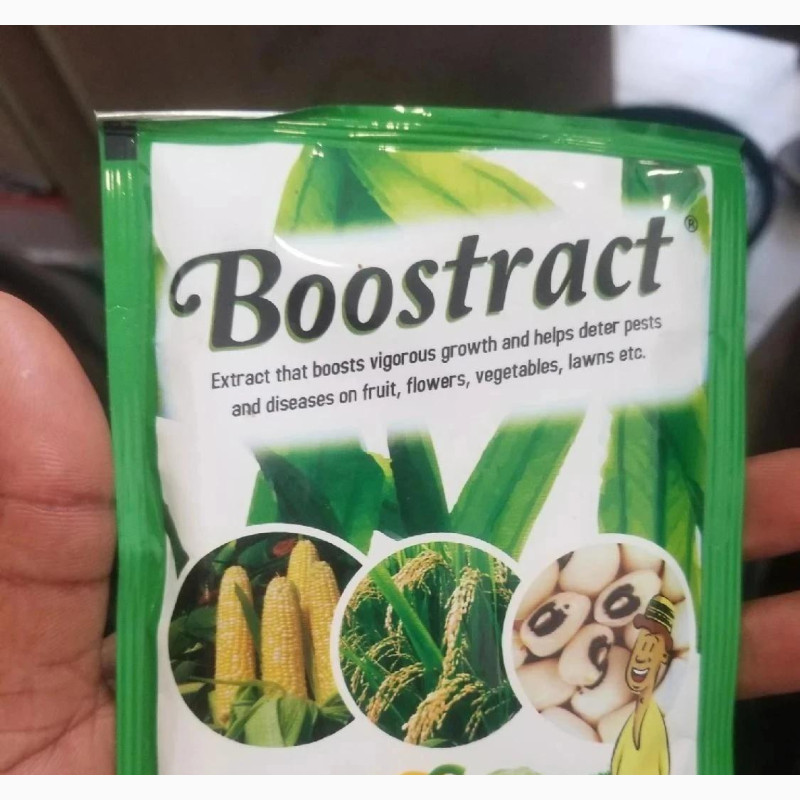 Boostract®
Extract that boosts vigorous growth and helps deter pests
and diseases on fruit, flowers, vegetables, lawns etc.